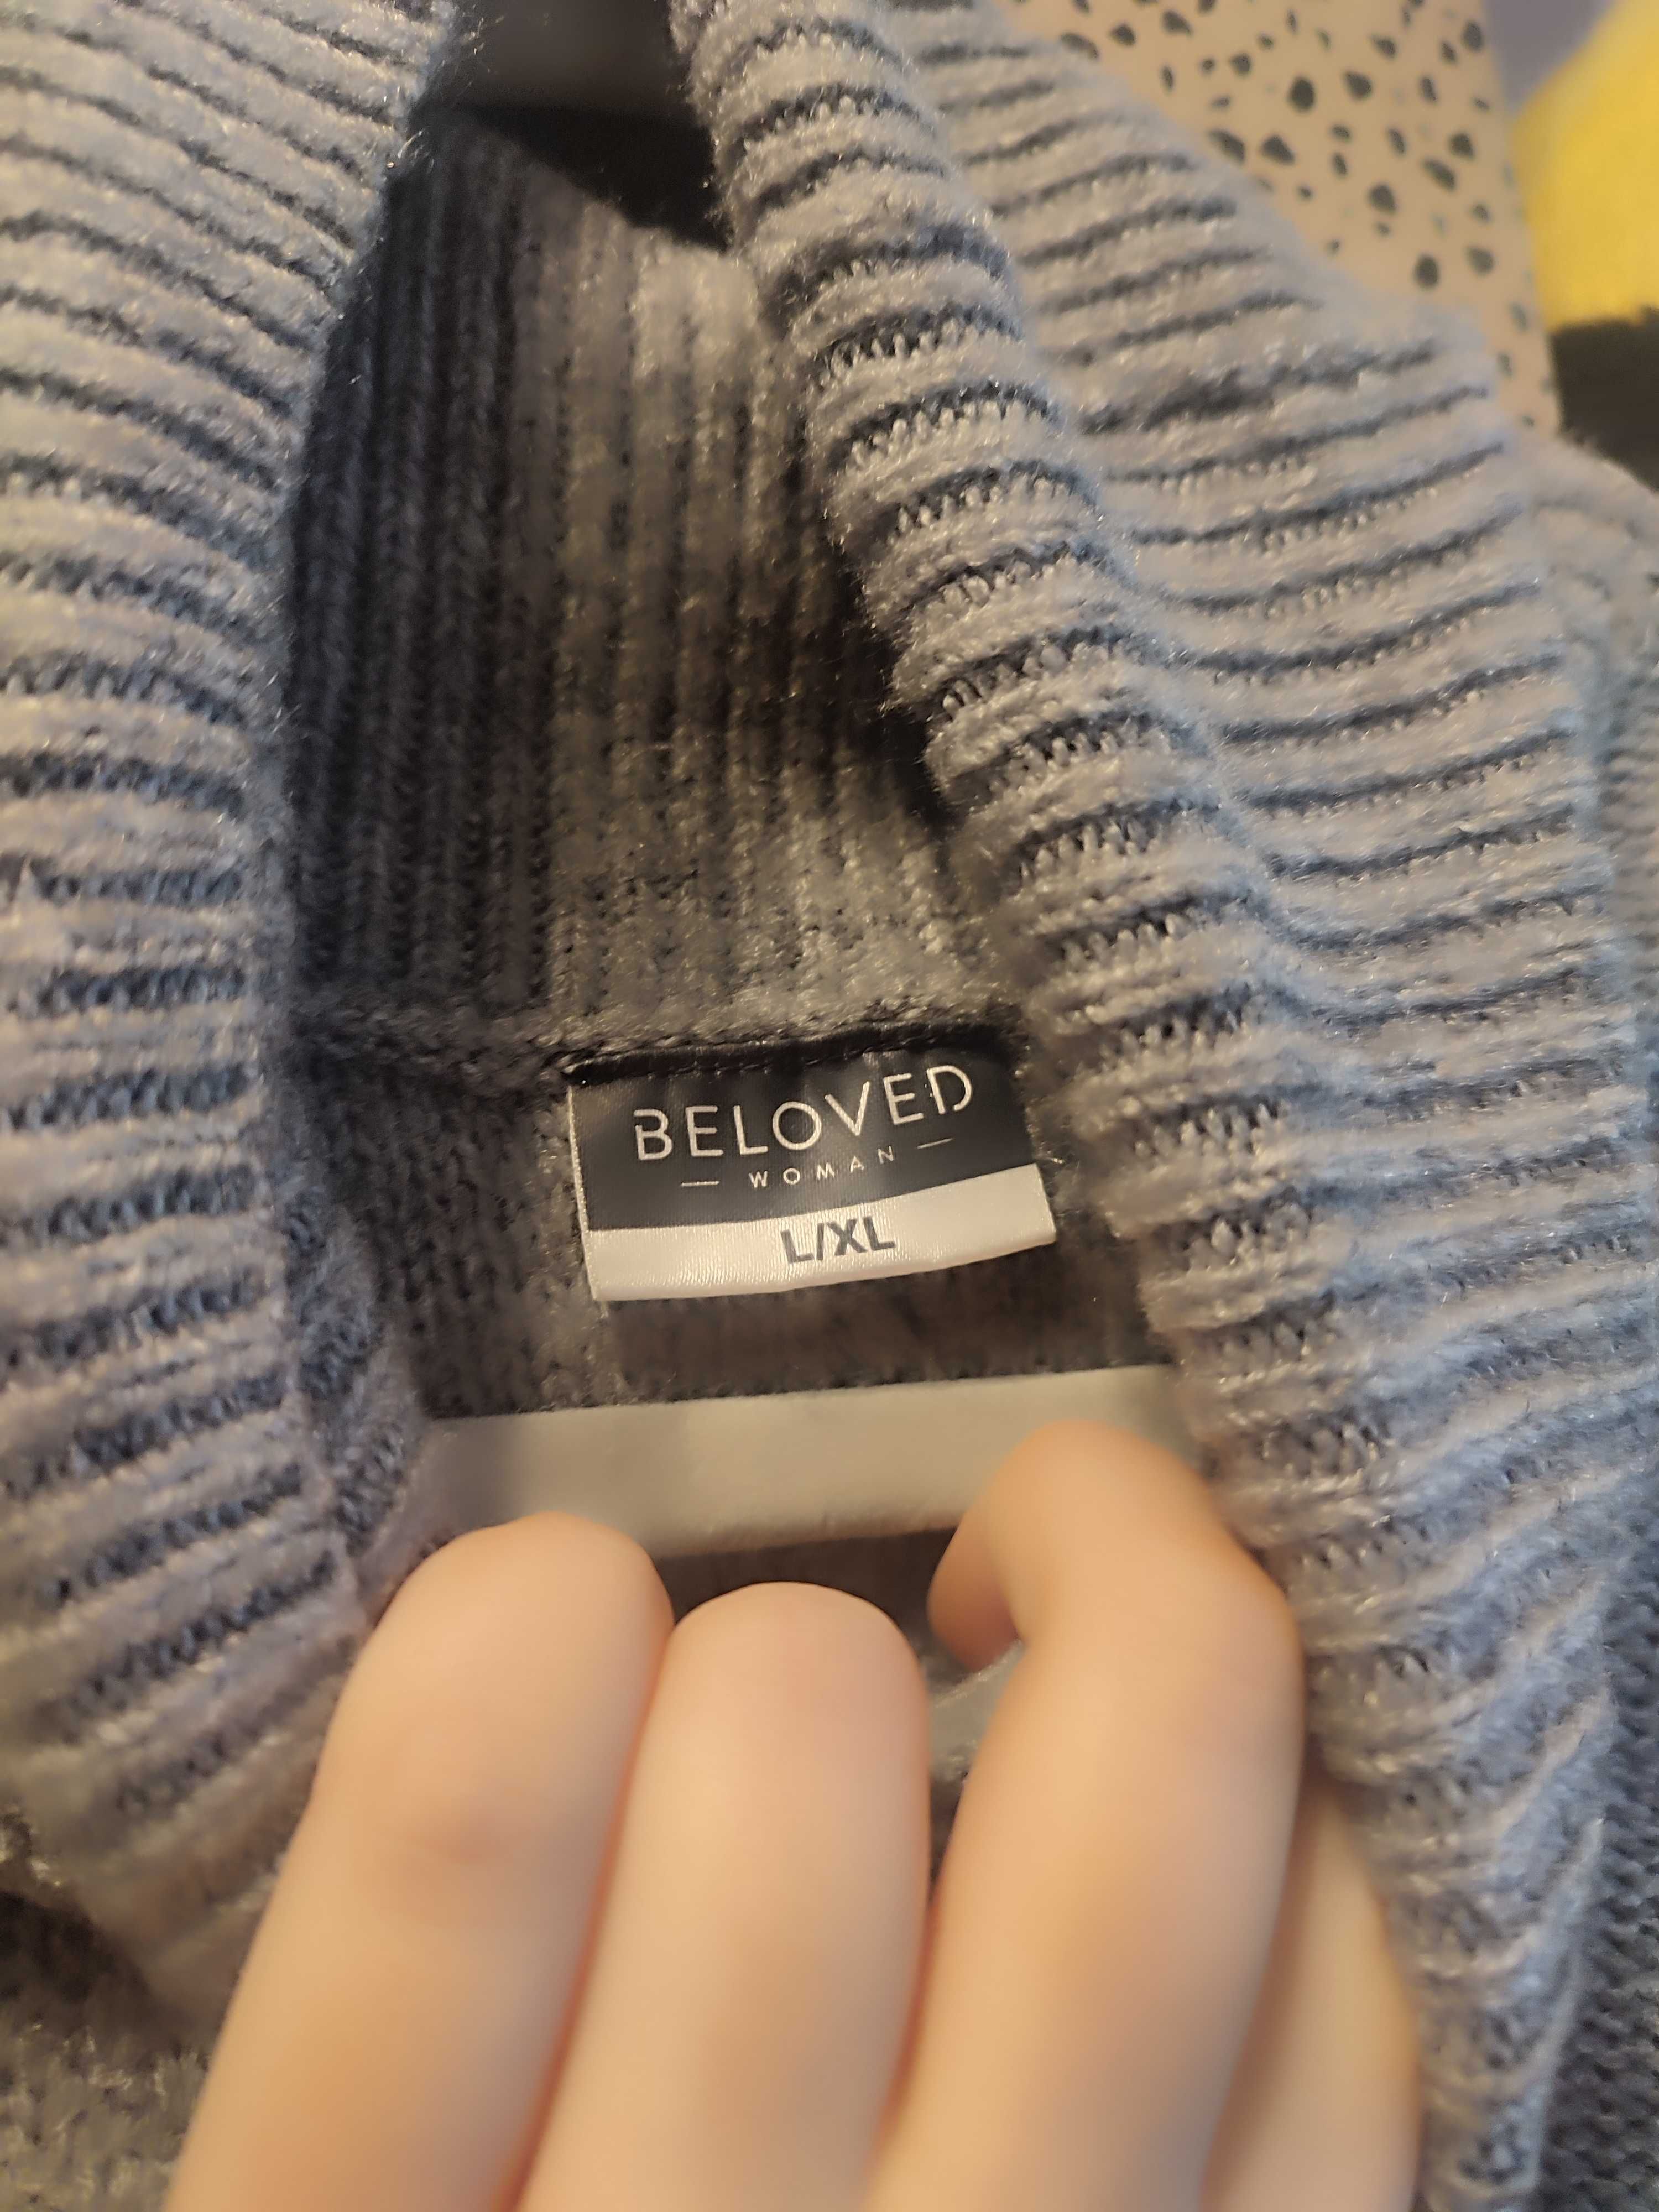 BELOVED
— WOMAN —
L/XL